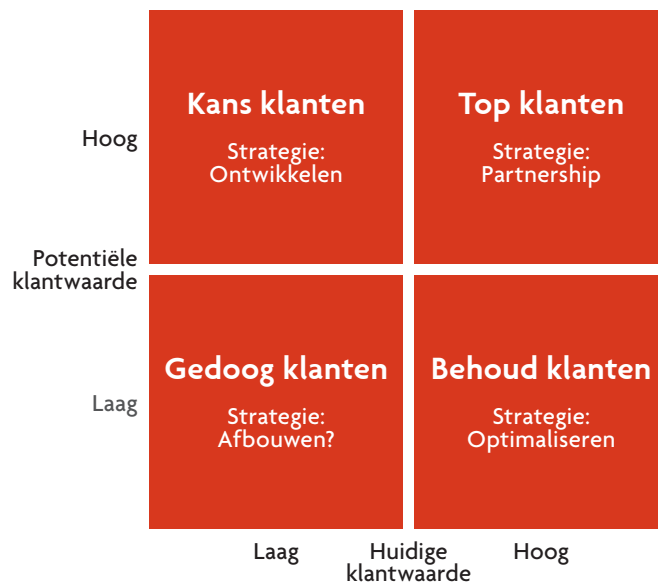 Kans klanten
Strategie:
Ontwikkelen
Top klanten
Strategie:
Partnership
Hoog
Potentiële
klantwaarde
Gedoog klanten
Strategie:
Afbouwen?
Behoud klanten
Strategie:
Optimaliseren
Laag
Laag
Huidige
klantwaarde
Hoog